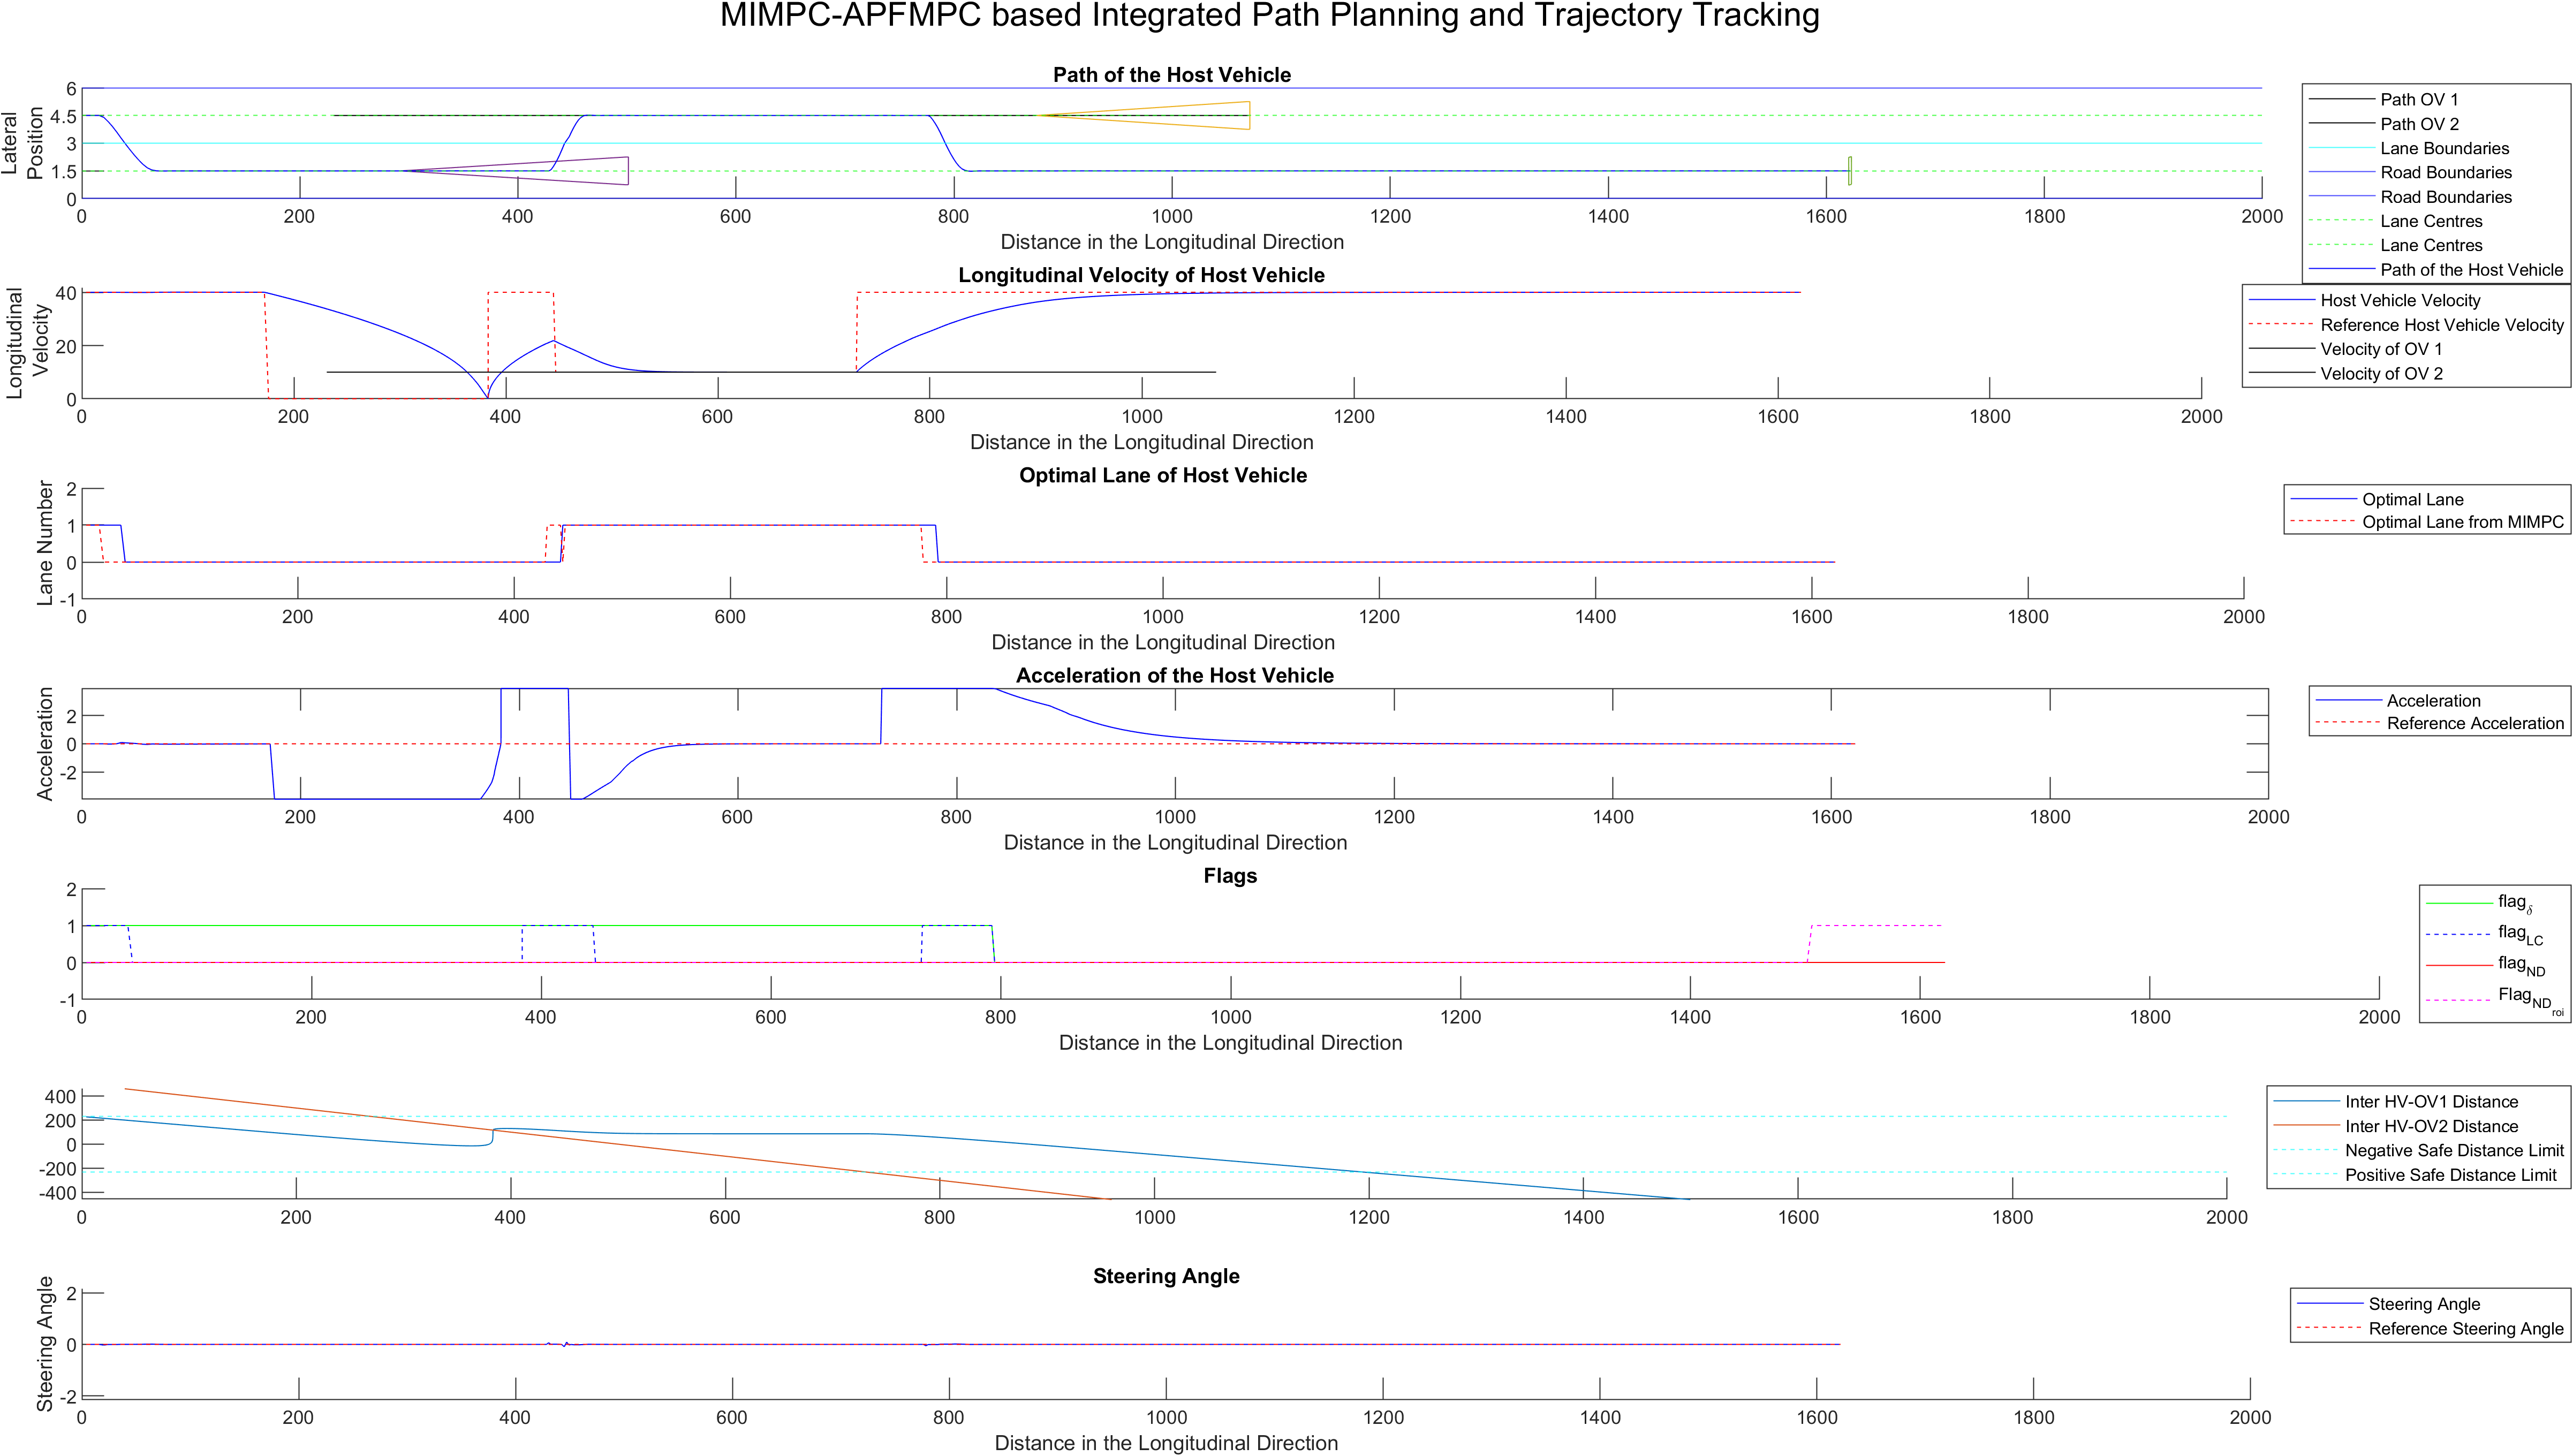 MIMPC-APFMPC based Integrated Path Planning and Trajectory Tracking
Path of the Host Vehicle
Lateral
Position
6
4.5
3
1.5
0
0 200 400 600 800 1000 1200 1400 1600 1800 2000
Distance in the Longitudinal Direction
Path OV 1
Path OV 2
Lane Boundaries
Road Boundaries
Road Boundaries
Lane Centres
Lane Centres
Path of the Host Vehicle
Longitudinal Velocity of Host Vehicle
Longitudinal
Velocity
40
20
0
0 200 400 600 800 1000 1200 1400 1600 1800 2000
Distance in the Longitudinal Direction
Host Vehicle Velocity
Reference Host Vehicle Velocity
Velocity of OV 1
Velocity of OV 2
Optimal Lane of Host Vehicle
Lane Number
2
1
0
-1
0 200 400 600 800 1000 1200 1400 1600 1800 2000
Distance in the Longitudinal Direction
Optimal Lane
Optimal Lane from MIMPC
Acceleration of the Host Vehicle
Acceleration
2
0
-2
0 200 400 600 800 1000 1200 1400 1600 1800 2000
Distance in the Longitudinal Direction
Acceleration
Reference Acceleration
Flags
2
1
0
-1
0 200 400 600 800 1000 1200 1400 1600 1800 2000
Distance in the Longitudinal Direction
flag_δ
flag_LC
flag_ND
Flag_ND_roi
400
200
0
-200
-400
0 200 400 600 800 1000 1200 1400 1600 1800 2000
Inter HV-OV1 Distance
Inter HV-OV2 Distance
Negative Safe Distance Limit
Positive Safe Distance Limit
Steering Angle
Steering Angle
2
0
-2
0 200 400 600 800 1000 1200 1400 1600 1800 2000
Distance in the Longitudinal Direction
Steering Angle
Reference Steering Angle